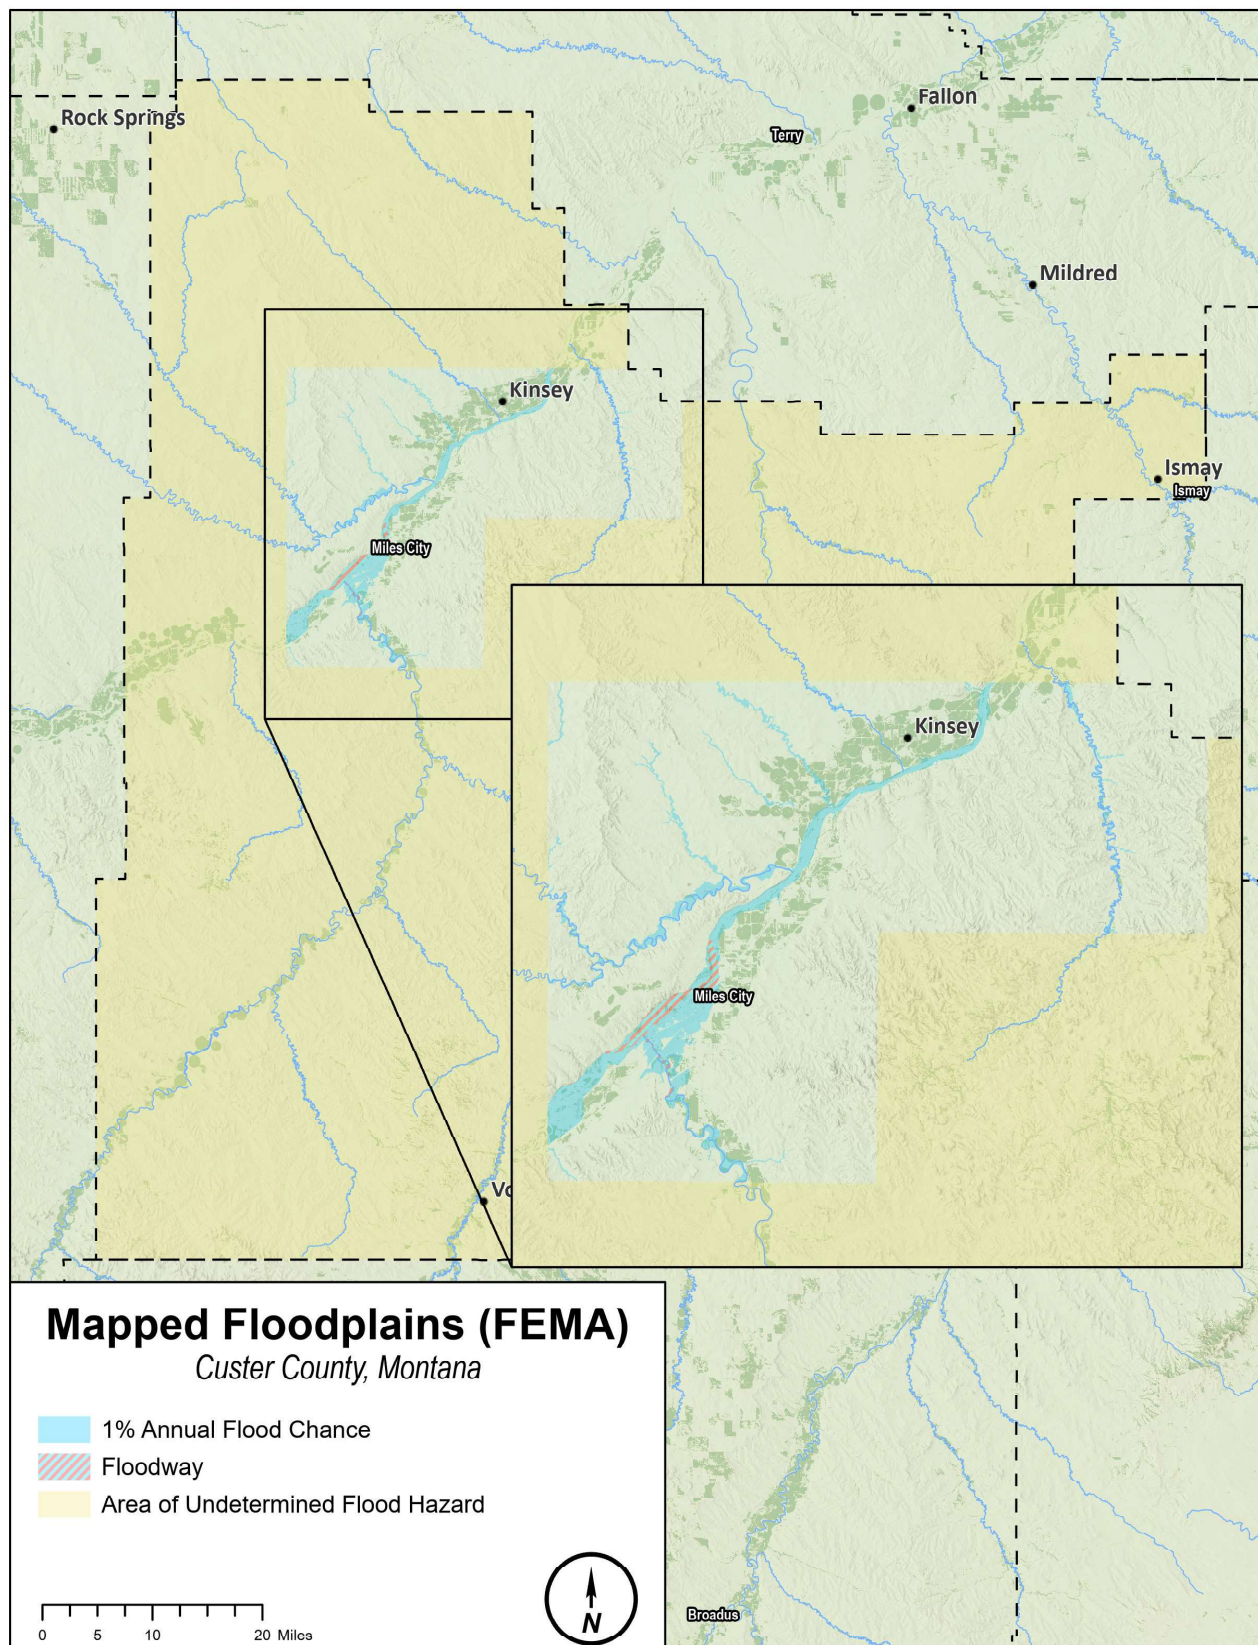 Fallon
Rock Springs
Terry
Mildred
Kinsey
Ismay
Ismay
Miles City
Kinsey
Miles City
Mapped Floodplains (FEMA)
Custer County, Montana
1% Annual Flood Chance
Floodway
Area of Undetermined Flood Hazard
0 5 10 20 Miles
N
Broadus